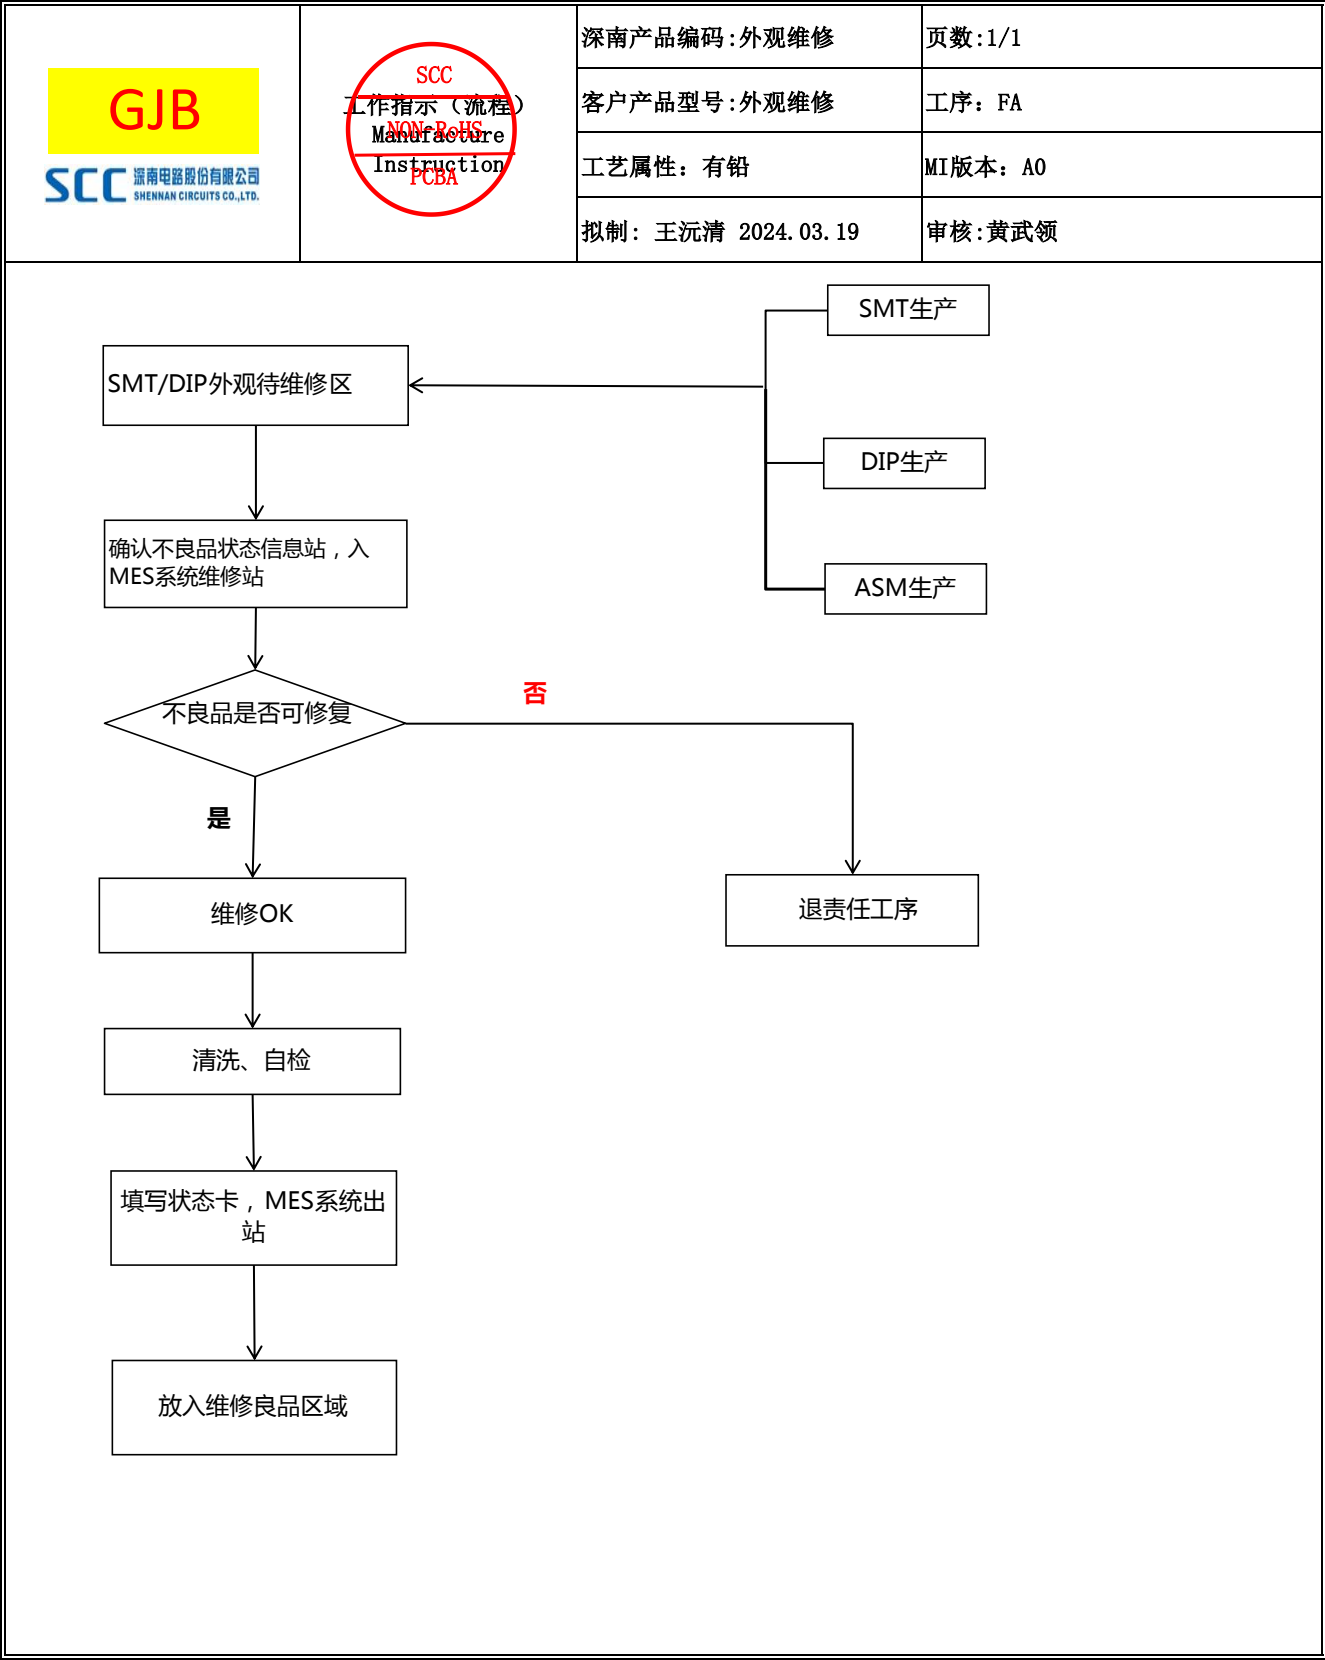 GJB
SCC 深南电路股份有限公司
SHENNAN CIRCUITS CO.,LTD.
工作指示（流程）
Manufacture
Instruction
SCC
NON-RoHS
PCBA
深南产品编码:外观维修
页数:1/1
客户产品型号:外观维修
工序: FA
工艺属性: 有铅
MI版本: A0
拟制: 王沅清 2024.03.19
审核:黄武领
SMT生产
SMT/DIP外观待维修区
DIP生产
确认不良品状态信息站，入
MES系统维修站
ASM生产
否
不良品是否可修复
是
维修OK
退责任工序
清洗、自检
填写状态卡，MES系统出
站
放入维修良品区域